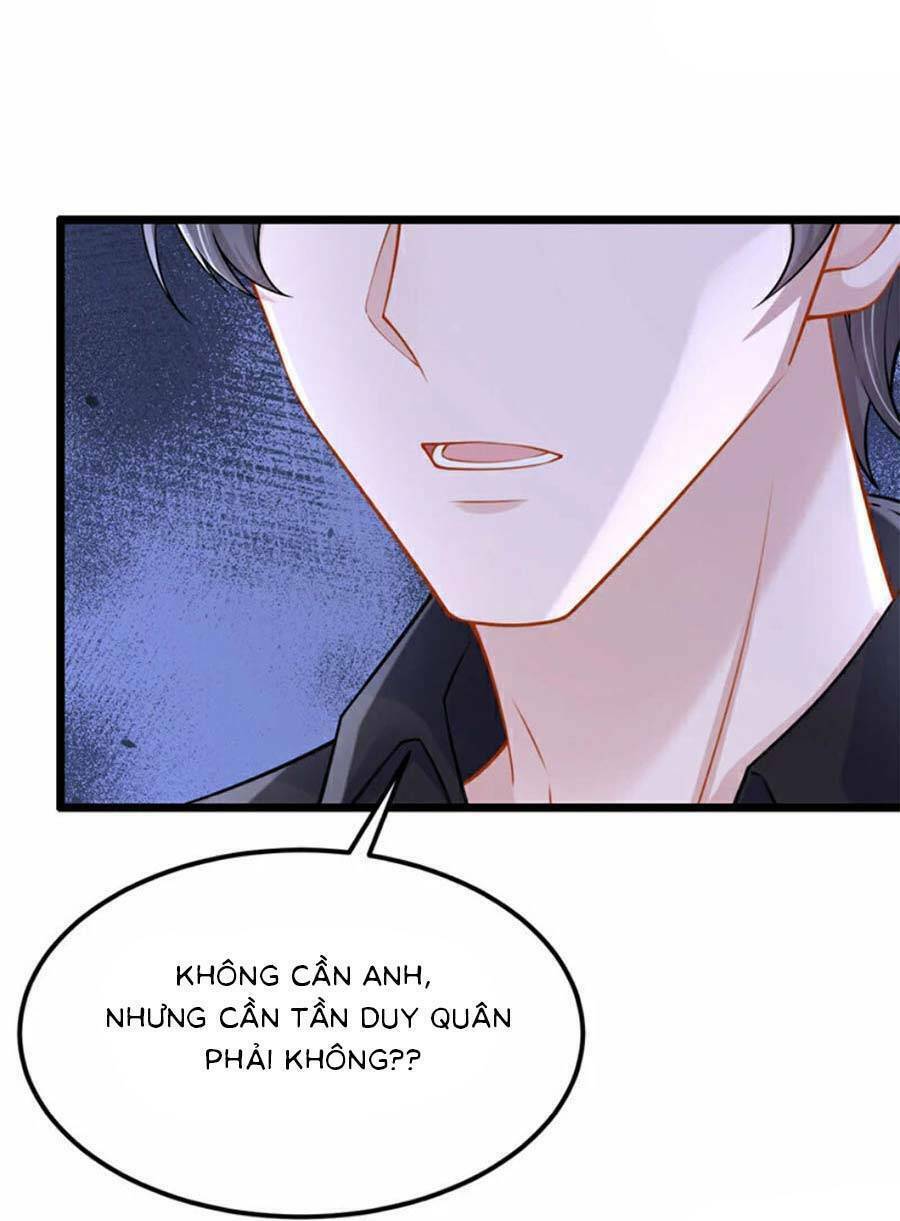 KHÔNG CẦN ANH,
NHƯNG CẦN TẦN DUY QUÂN
PHẢI KHÔNG??